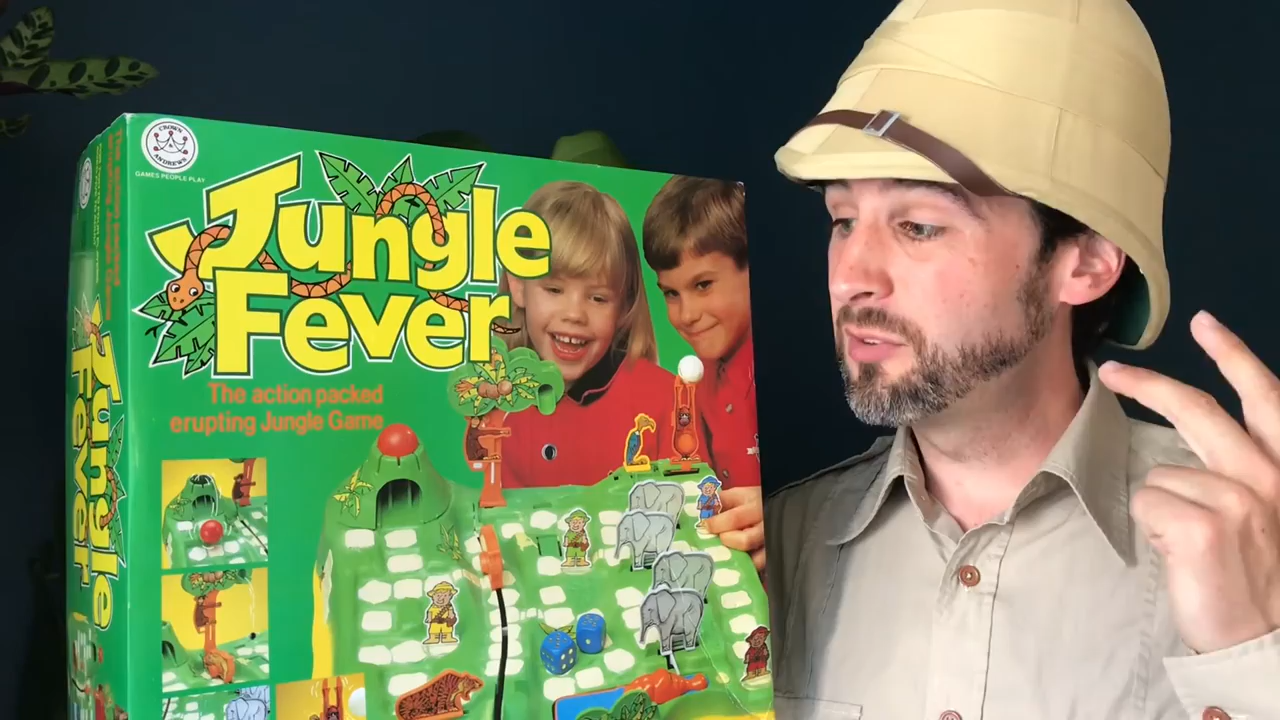 CROWN
&
ANDREWS
GAMES PEOPLE PLAY
Jungle
Fever
The action packed
erupting Jungle Game
Jungle
Fever